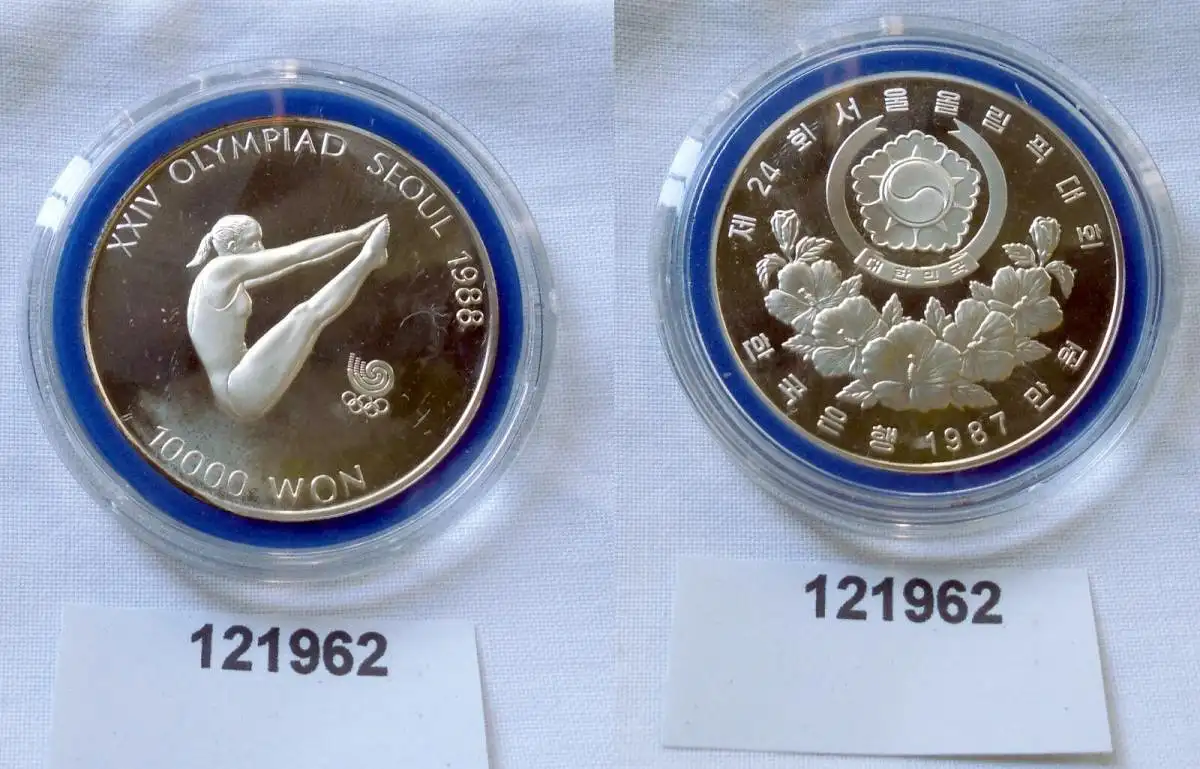 XXIV OLYMPIAD SEOUL 1988
10000 WON
121962
제 24 회 서울올림픽대회
대한민국
한국은행 1987 만원
121962